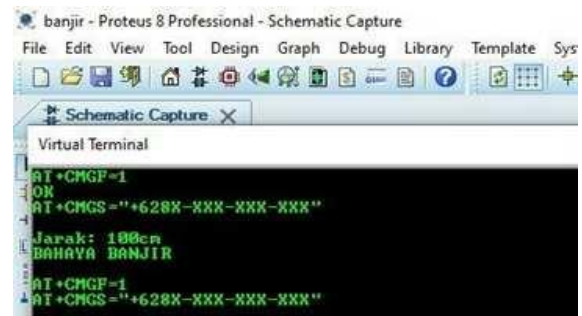 banjir - Proteus 8 Professional - Schematic Capture
File Edit View Tool Design Graph Debug Library Template Sys
Schematic Capture
Virtual Terminal
AT+CMGF=1
OK
AT+CMGS="+628X-XXX-XXX-XXX"
Jarak: 100cm
BAHAYA BANJIR
AT+CMGF=1
AT+CMGS="+628X-XXX-XXX-XXX"